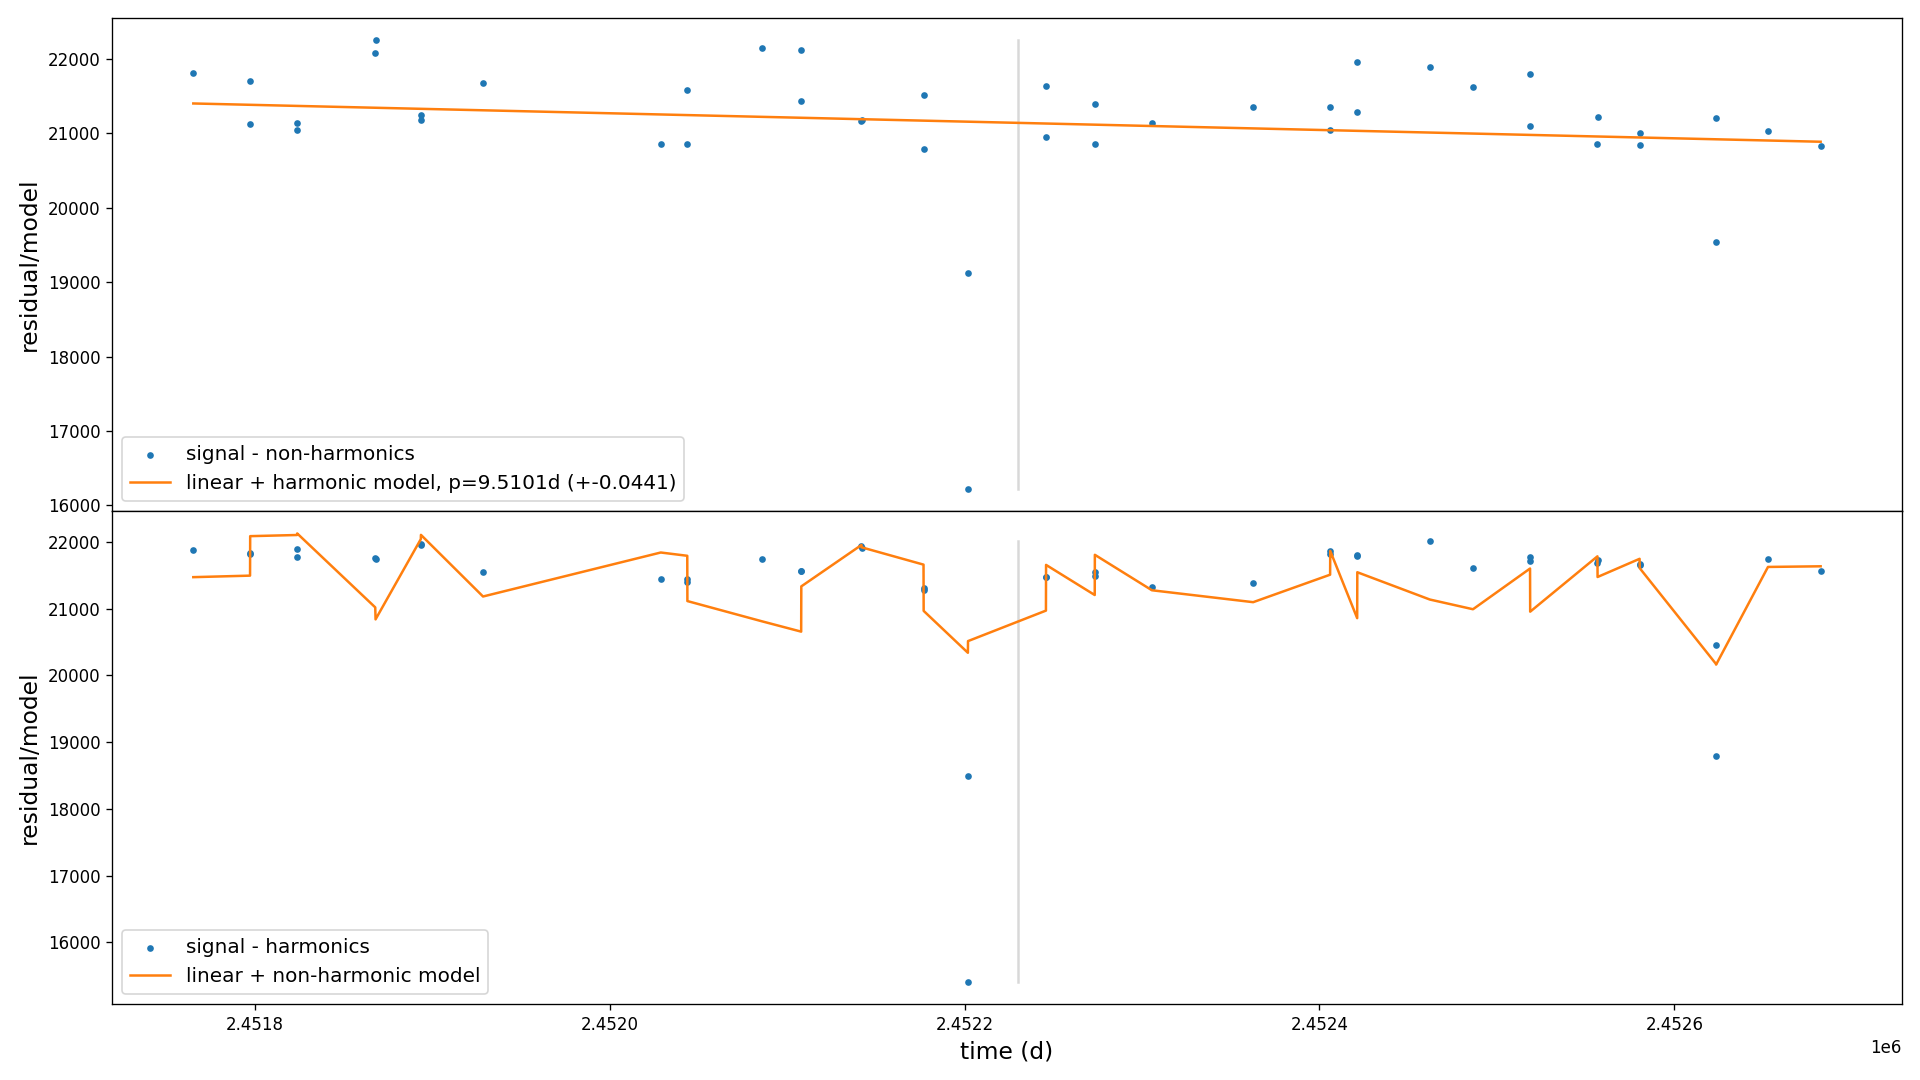 22000
21000
20000
19000
18000
17000
16000
residual/model
signal - non-harmonics
linear + harmonic model, p=9.5101d (+-0.0441)
22000
21000
20000
19000
18000
17000
16000
residual/model
signal - harmonics
linear + non-harmonic model
2.4518 2.4520 2.4522 2.4524 2.4526
time (d)
1e6